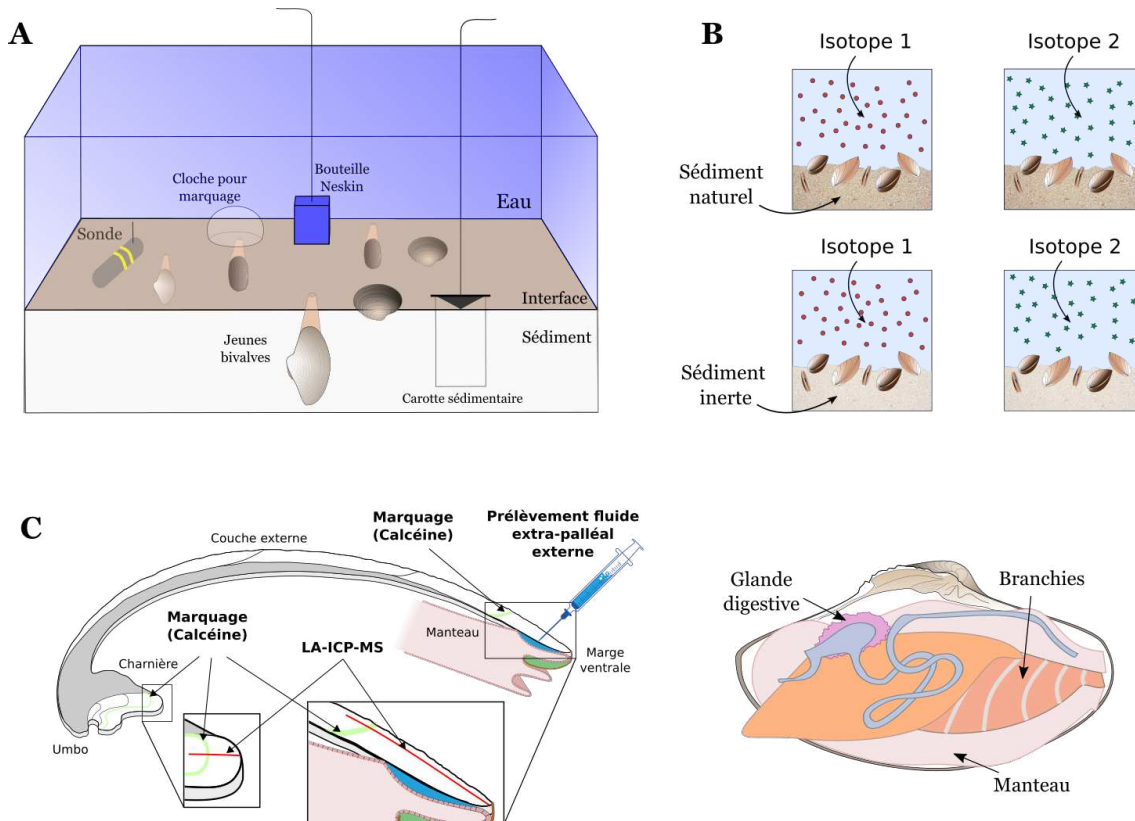 A
Cloche pour
marquage
Bouteille
Neskin
Eau
Sonde
Interface
Jeunes
bivalves
Sédiment
Carotte sédimentaire
B
Isotope 1
Isotope 2
Sédiment
naturel
Isotope 1
Isotope 2
Sédiment
inerte
C
Couche externe
Marquage
(Calcéine)
Prélèvement fluide
extra-palléal
externe
Marquage
(Calcéine)
Manteau
LA-ICP-MS
Charnière
Marge
ventrale
Umbo
Glande
digestive
Branchies
Manteau